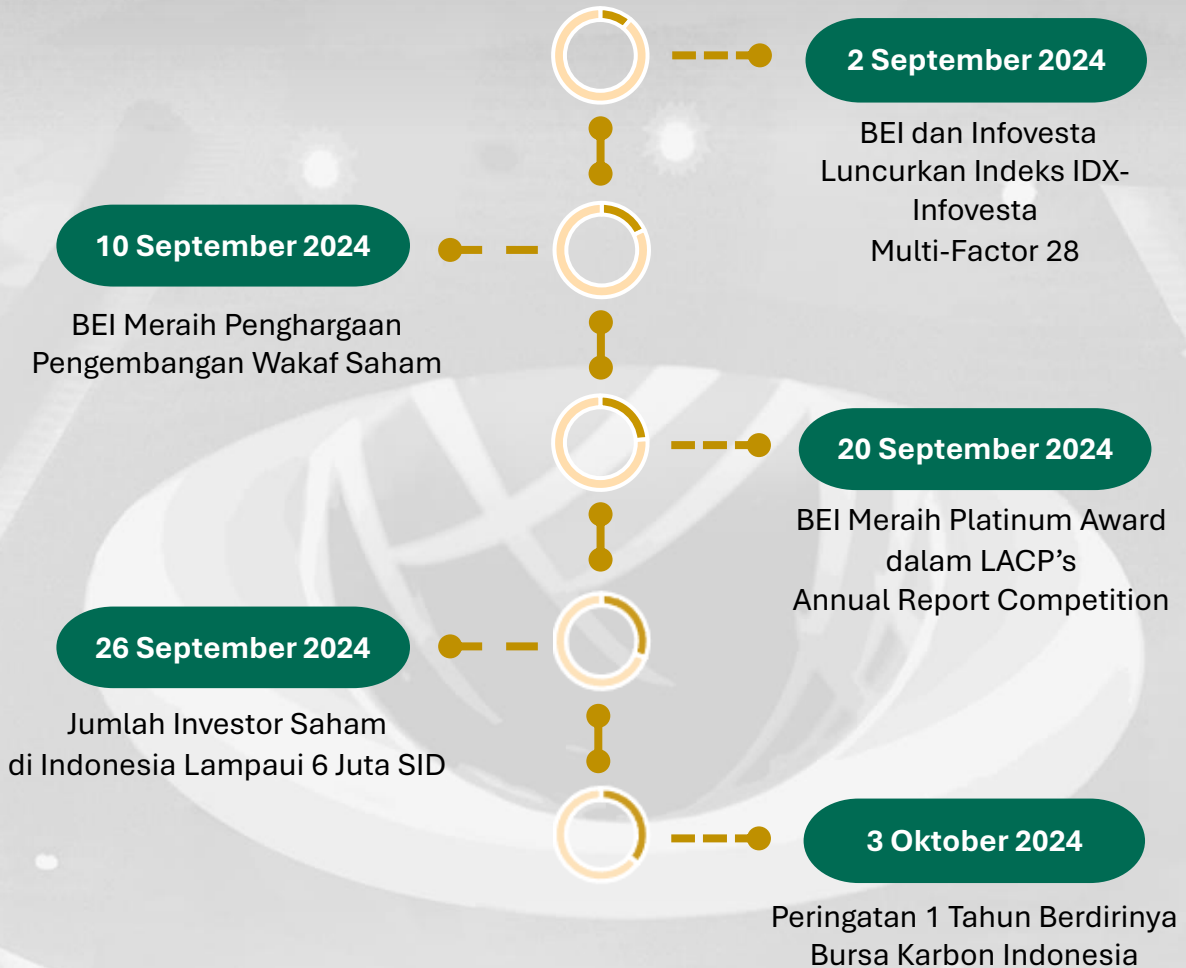 2 September 2024
BEI dan Infovesta
Luncurkan Indeks IDX-
Infovesta
Multi-Factor 28
10 September 2024
BEI Meraih Penghargaan
Pengembangan Wakaf Saham
20 September 2024
BEI Meraih Platinum Award
dalam LACP’s
Annual Report Competition
26 September 2024
Jumlah Investor Saham
di Indonesia Lampaui 6 Juta SID
3 Oktober 2024
Peringatan 1 Tahun Berdirinya
Bursa Karbon Indonesia